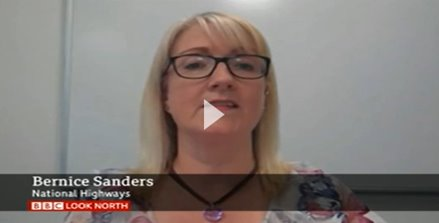 Bernice Sanders
National Highways
BBC LOOK NORTH